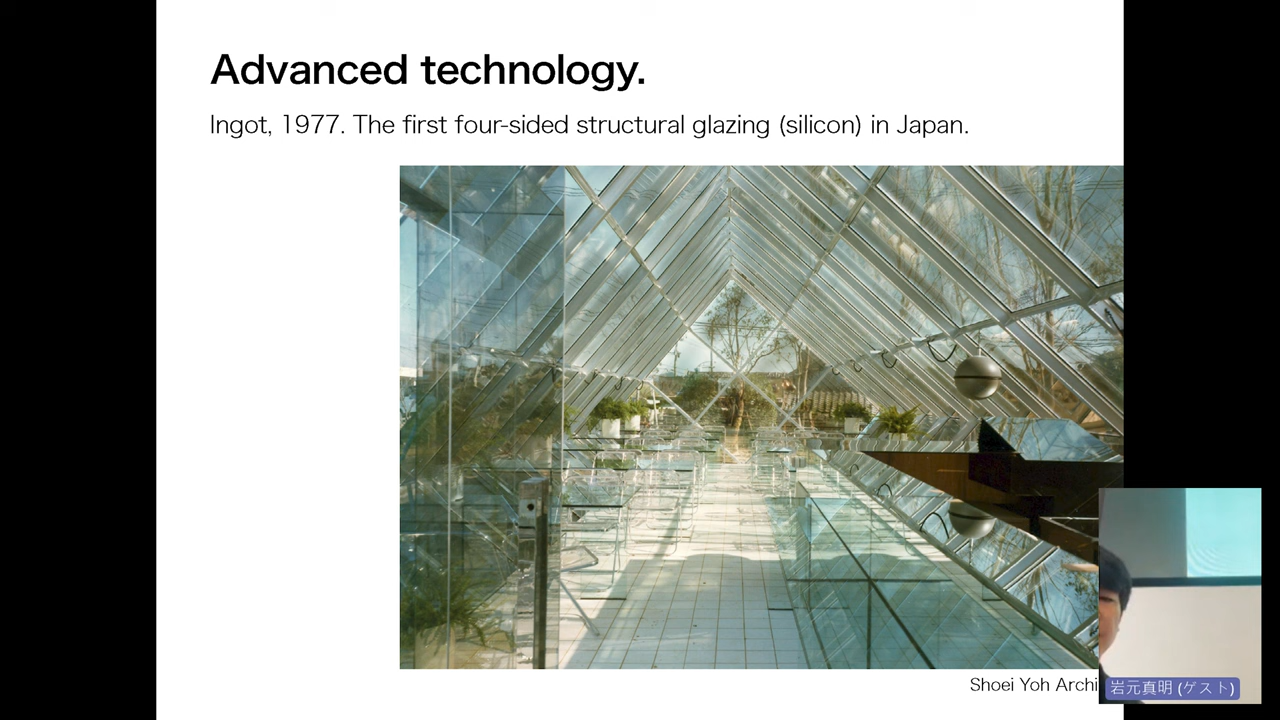 Advanced technology.
Ingot, 1977. The first four-sided structural glazing (silicon) in Japan.
Shoei Yoh Archi
岩元真明 (ゲスト)